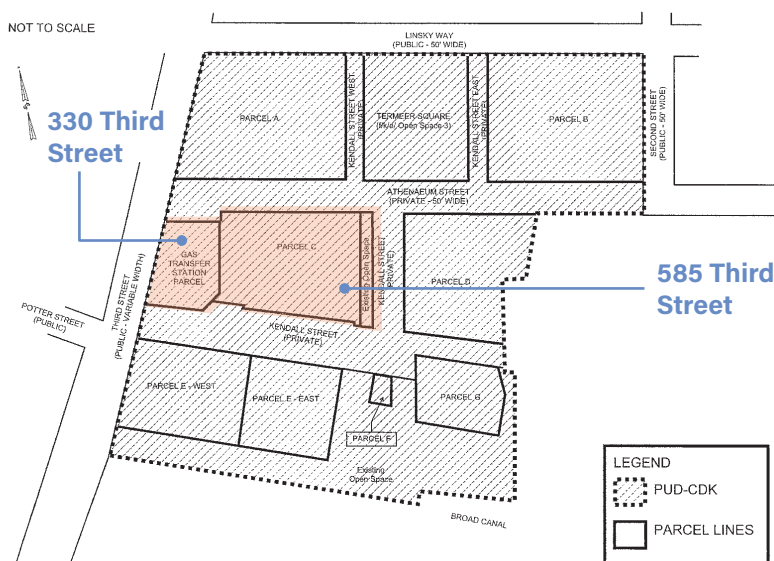 NOT TO SCALE
LINSKY WAY
(PUBLIC - 50' WIDE)
330 Third
Street
PARCEL A
KENDALL STREET WEST
(PRIVATE)
TERMEER SQUARE
(f/k/a/ Open Space 3)
KENDALL STREET EAST
(PRIVATE)
PARCEL B
SECOND STREET
(PUBLIC - 50' WIDE)
ATHENAEUM STREET
(PRIVATE - 50' WIDE)
GAS
TRANSFER
STATION
PARCEL
PARCEL C
Existing Open Space
KENDALL STREET
(PRIVATE)
PARCEL D
585 Third
Street
THIRD STREET
(PUBLIC - VARIABLE WIDTH)
POTTER STREET
(PUBLIC)
KENDALL STREET
(PRIVATE)
PARCEL E - WEST
PARCEL E - EAST
PARCEL F
PARCEL G
Existing
Open Space
BROAD CANAL
LEGEND
PUD-CDK
PARCEL LINES